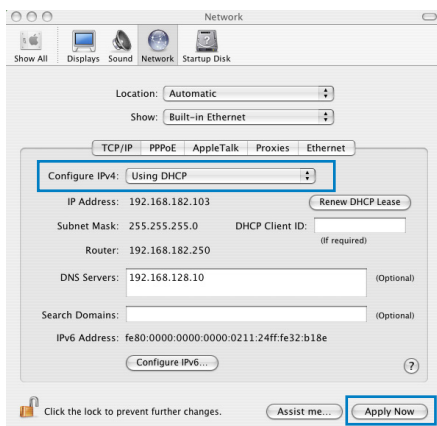 Network
Show All Displays Sound Network Startup Disk
Location: Automatic
Show: Built-in Ethernet
TCP/IP PPPoE AppleTalk Proxies Ethernet
Configure IPv4: Using DHCP
IP Address: 192.168.182.103 Renew DHCP Lease
Subnet Mask: 255.255.255.0 DHCP Client ID:
(If required)
Router: 192.168.182.250
DNS Servers: 192.168.128.10 (Optional)
Search Domains: (Optional)
IPv6 Address: fe80:0000:0000:0000:0211:24ff:fe32:b18e
Configure IPv6... ?
Click the lock to prevent further changes. Assist me... Apply Now